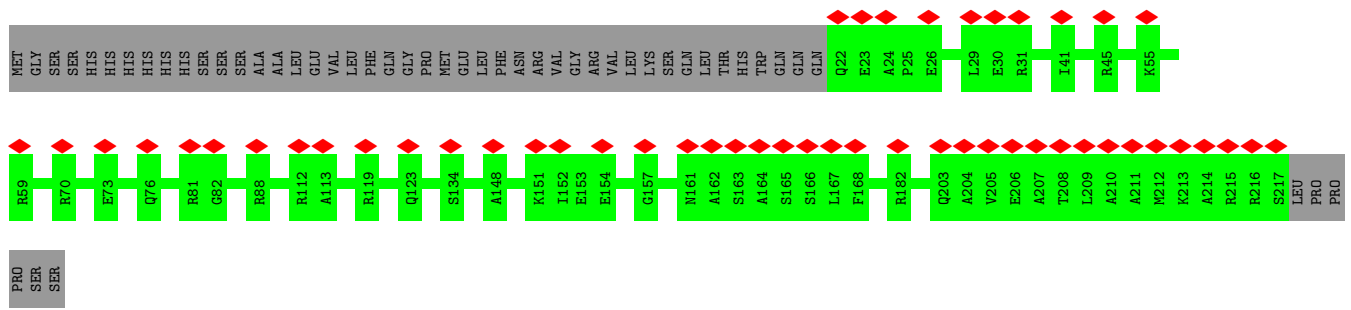 MET GLY SER SER HIS HIS HIS HIS HIS HIS SER SER SER ALA ALA LEU GLU VAL LEU PHE GLN GLY PRO MET GLU LEU PHE ASN ARG VAL GLY ARG VAL LEU LYS SER GLN LEU THR HIS TRP GLN GLN GLN Q22 E23 A24 P25 E26 L29 E30 R31 I41 R45 K55
R59 R70 E73 Q76 R81 G82 R88 R112 A113 R119 Q123 S134 A148 K151 I152 E153 E154 G157 N161 A162 S163 A164 S165 S166 L167 F168 R182 Q203 A204 V205 E206 A207 T208 L209 A210 A211 M212 K213 A214 R215 R216 S217 LEU PRO PRO
PRO SER SER